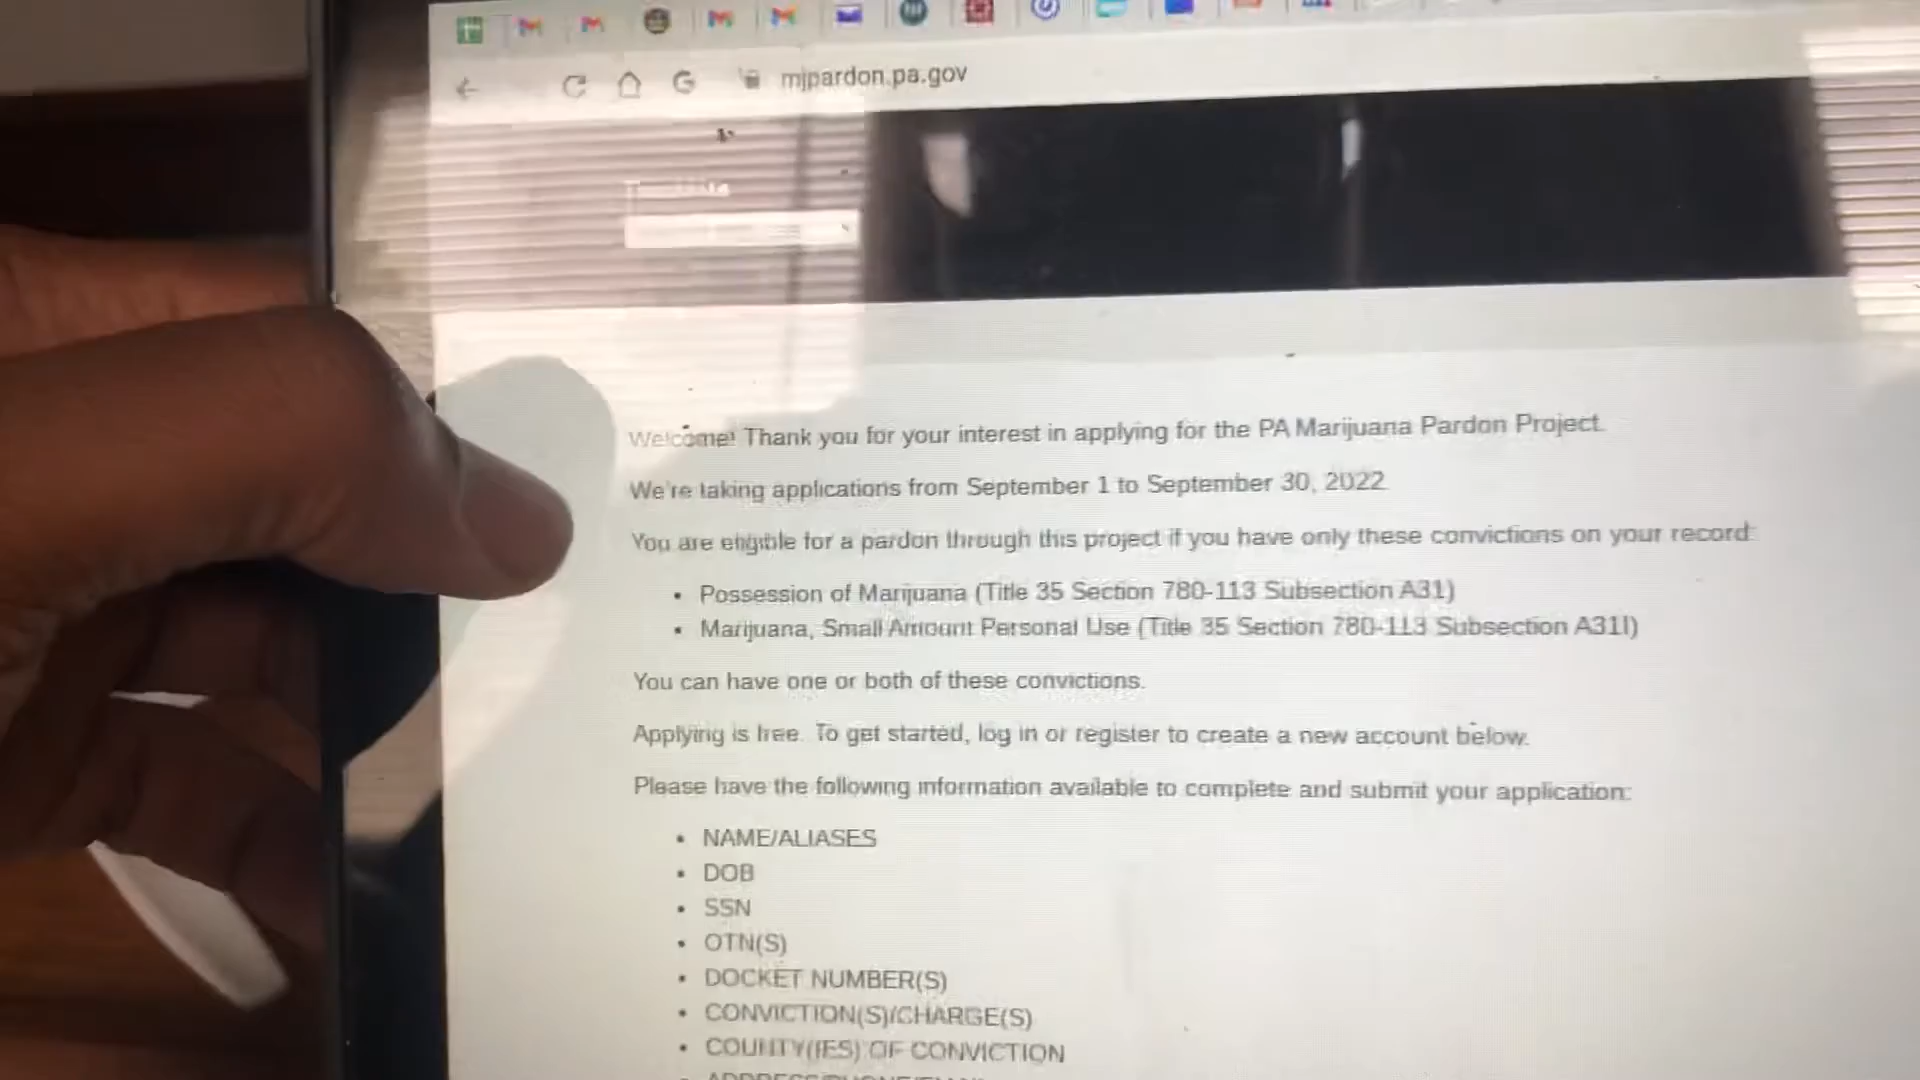 mjpardon.pa.gov
Welcome! Thank you for your interest in applying for the PA Marijuana Pardon Project.
We're taking applications from September 1 to September 30, 2022
You are eligible for a pardon through this project if you have only these convictions on your record:
• Possession of Marijuana (Title 35 Section 780-113 Subsection A31)
• Marijuana, Small Amount Personal Use (Title 35 Section 780-113 Subsection A31I)
You can have one or both of these convictions.
Applying is free. To get started, log in or register to create a new account below.
Please have the following information available to complete and submit your application:
• NAME/ALIASES
• DOB
• SSN
• OTN(S)
• DOCKET NUMBER(S)
• CONVICTION(S)/CHARGE(S)
• COUNTY(IES) OF CONVICTION